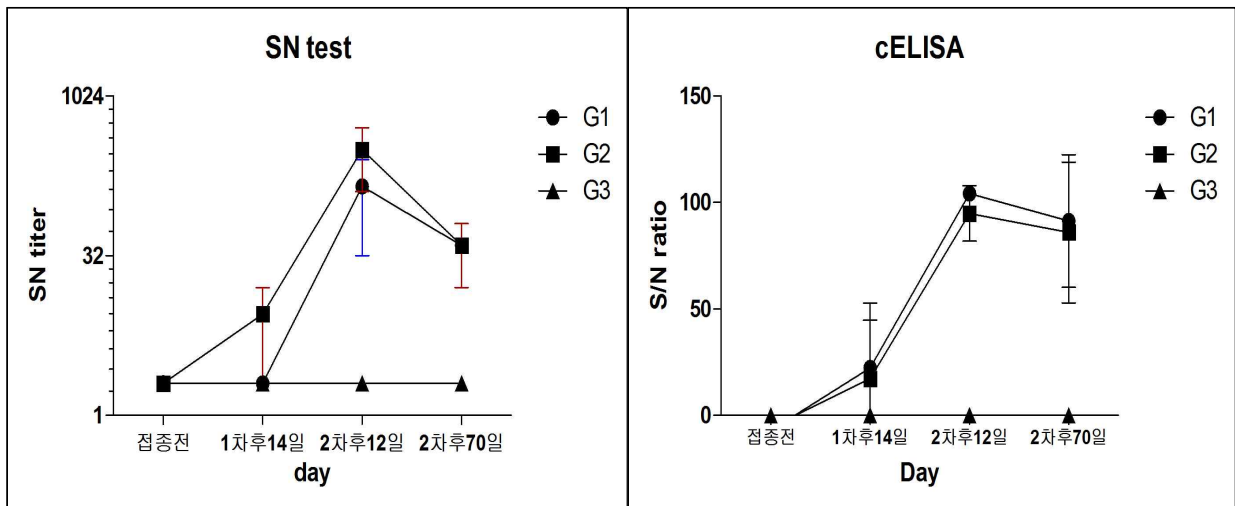 SN test
1024
32
1
SN titer
접종전 1차후14일 2차후12일 2차후70일
day
G1
G2
G3
cELISA
150
100
50
0
S/N ratio
접종전 1차후14일 2차후12일 2차후70일
Day
G1
G2
G3